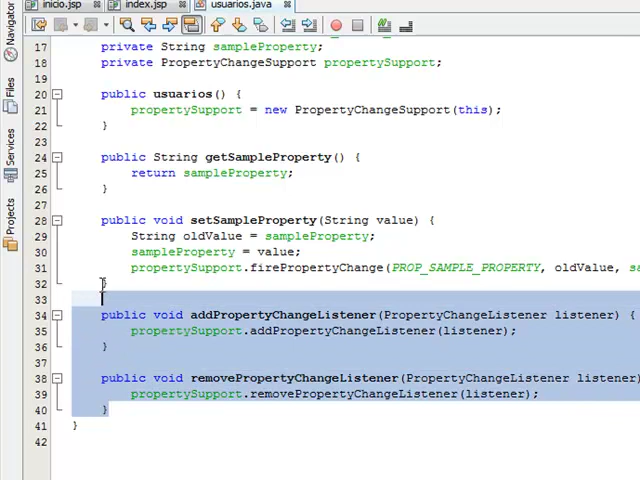 inicio.jsp index.jsp usuarios.java
Navigator
Files
Services
Projects
17 private String sampleProperty;
18 private PropertyChangeSupport propertySupport;
19
20 public usuarios() {
21 propertySupport = new PropertyChangeSupport(this);
22 }
23
24 public String getSampleProperty() {
25 return sampleProperty;
26 }
27
28 public void setSampleProperty(String value) {
29 String oldValue = sampleProperty;
30 sampleProperty = value;
31 propertySupport.firePropertyChange(PROP_SAMPLE_PROPERTY, oldValue, sa
32 }
33
34 public void addPropertyChangeListener(PropertyChangeListener listener) {
35 propertySupport.addPropertyChangeListener(listener);
36 }
37
38 public void removePropertyChangeListener(PropertyChangeListener listener)
39 propertySupport.removePropertyChangeListener(listener);
40 }
41 }
42